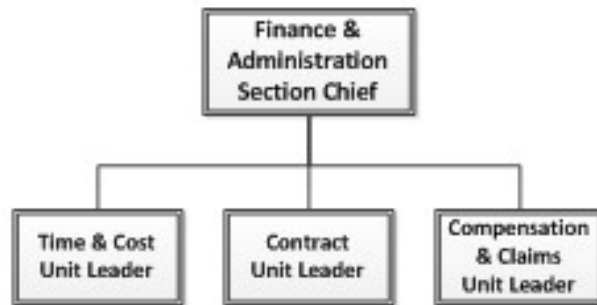 Finance &
Administration
Section Chief
Time & Cost
Unit Leader
Contract
Unit Leader
Compensation
& Claims
Unit Leader